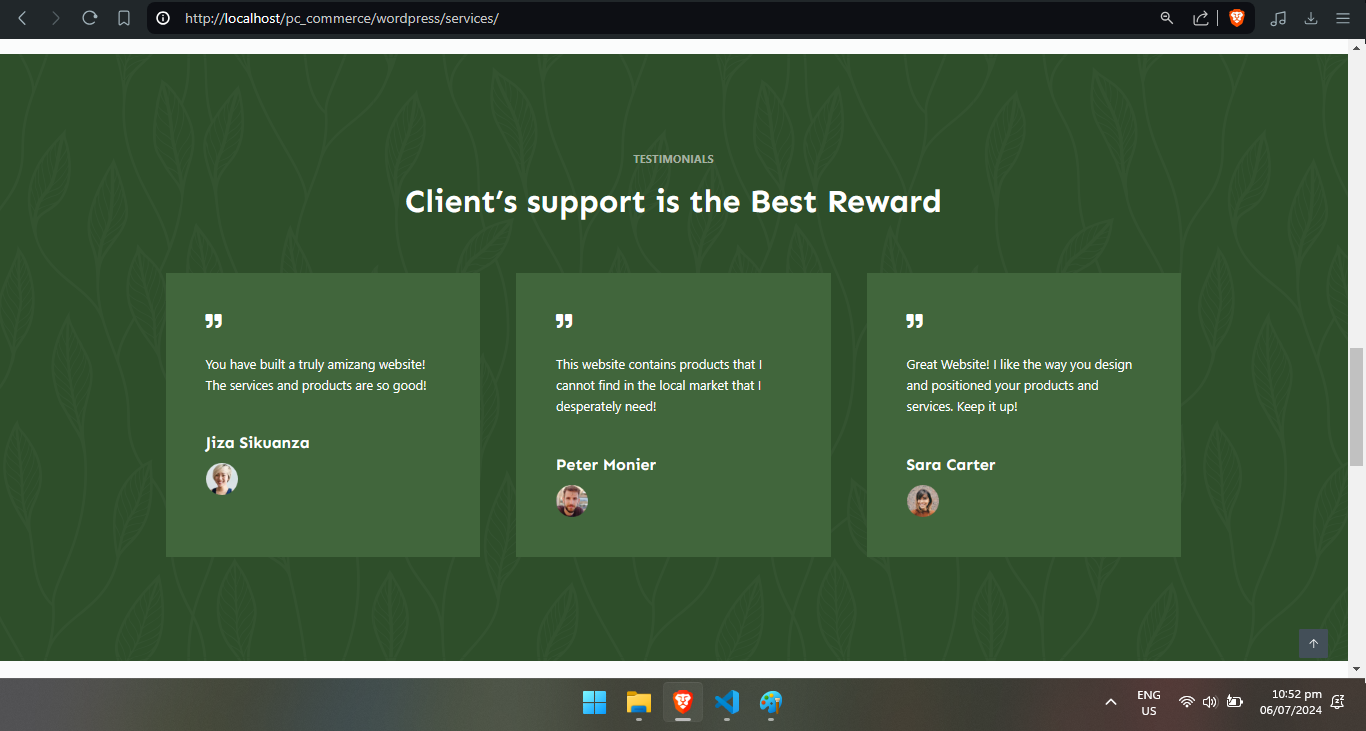 http://localhost/pc_commerce/wordpress/services/
TESTIMONIALS
Client’s support is the Best Reward
You have built a truly amizang website!
The services and products are so good!
Jiza Sikuanza
This website contains products that I
cannot find in the local market that I
desperately need!
Peter Monier
Great Website! I like the way you design
and positioned your products and
services. Keep it up!
Sara Carter
ENG
US
10:52 pm
06/07/2024